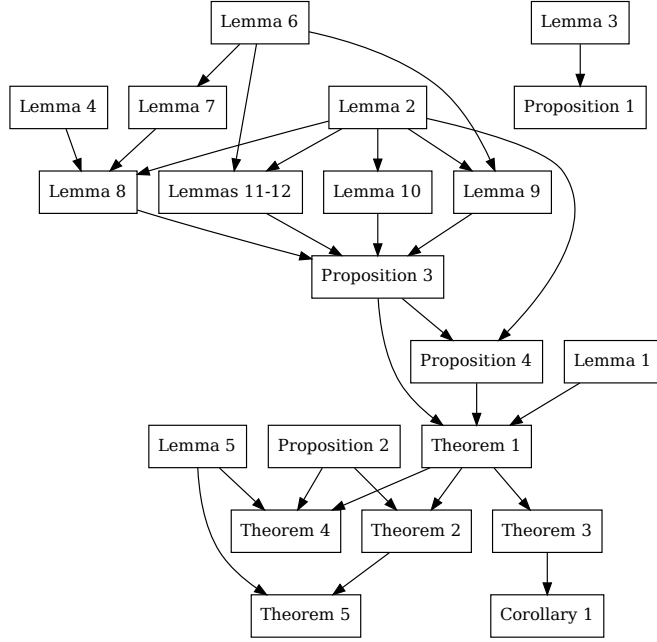 Lemma 6
Lemma 3
Lemma 4
Lemma 7
Lemma 2
Proposition 1
Lemma 8
Lemmas 11-12
Lemma 10
Lemma 9
Proposition 3
Proposition 4
Lemma 1
Lemma 5
Proposition 2
Theorem 1
Theorem 4
Theorem 2
Theorem 3
Theorem 5
Corollary 1